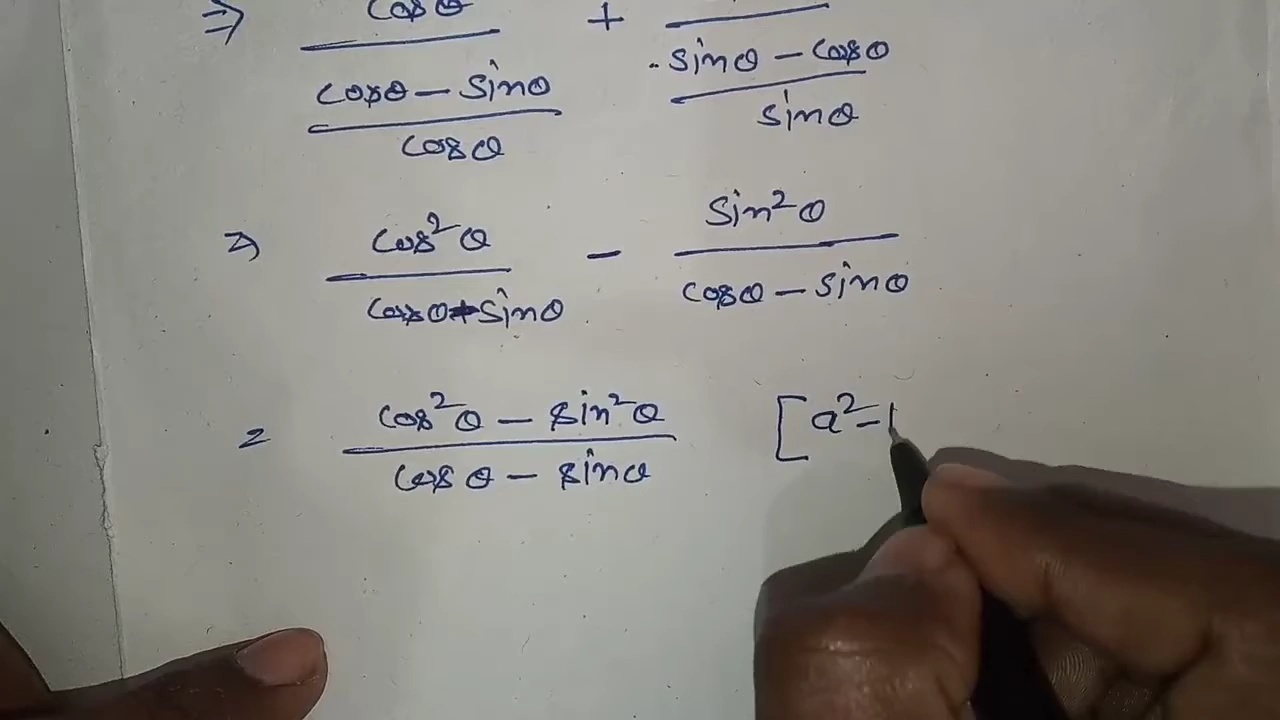 ⇒ cosθ +
cosθ - sinθ . sinθ - cosθ
cosθ sinθ
⇒ cos²θ - sin²θ
cosθ - sinθ cosθ - sinθ
= cos²θ - sin²θ [a² -
cosθ - sinθ